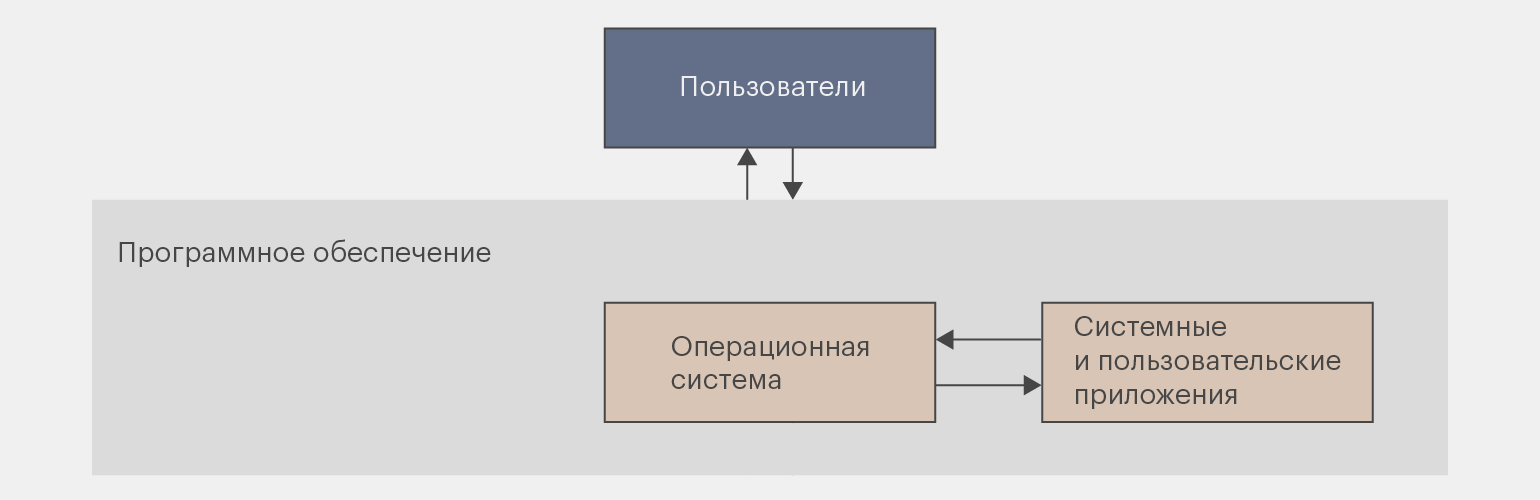 Пользователи
Программное обеспечение
Операционная
система
Системные
и пользовательские
приложения